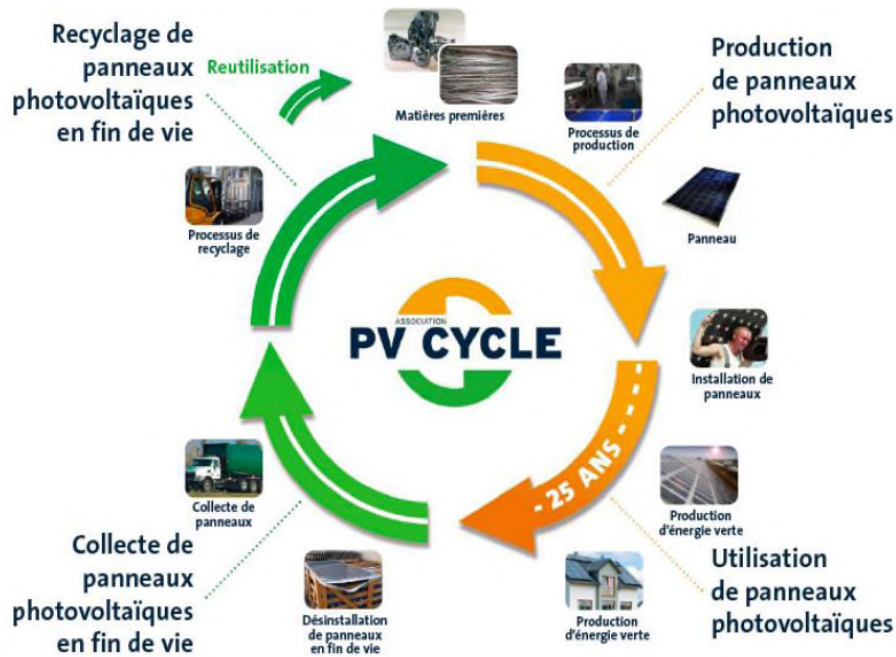 Recyclage de
panneaux
photovoltaïques
en fin de vie
Reutilisation
Matières premières
Processus de
production
Production
de panneaux
photovoltaïques
Processus de
recyclage
Panneau
ASSOCIATION
PV CYCLE
Installation de
panneaux
- 25 ANS - - - -
Collecte de
panneaux
Production
d'énergie verte
Collecte de
panneaux
photovoltaïques
en fin de vie
Désinstallation
de panneaux
en fin de vie
Production
d'énergie verte
Utilisation
de panneaux
photovoltaïques